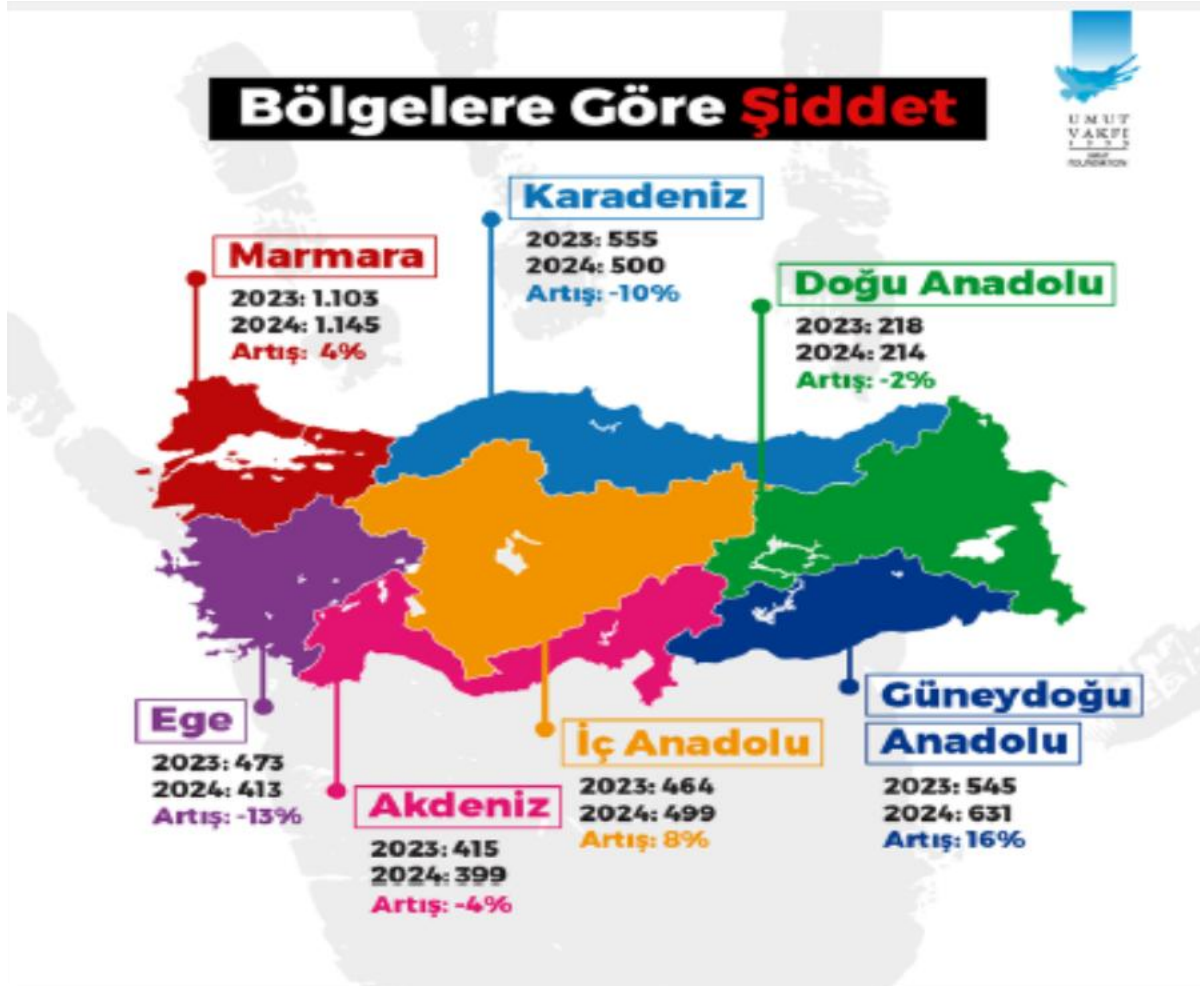 Bölgelere Göre Şiddet
UMUT
VAKFI
1993
UMUT
FOUNDATION
Karadeniz
2023: 555
2024: 500
Artış: -10%
Marmara
2023: 1.103
2024: 1.145
Artış: 4%
Doğu Anadolu
2023: 218
2024: 214
Artış: -2%
Ege
2023: 473
2024: 413
Artış: -13%
Akdeniz
2023: 415
2024: 399
Artış: -4%
İç Anadolu
2023: 464
2024: 499
Artış: 8%
Güneydoğu
Anadolu
2023: 545
2024: 631
Artış: 16%